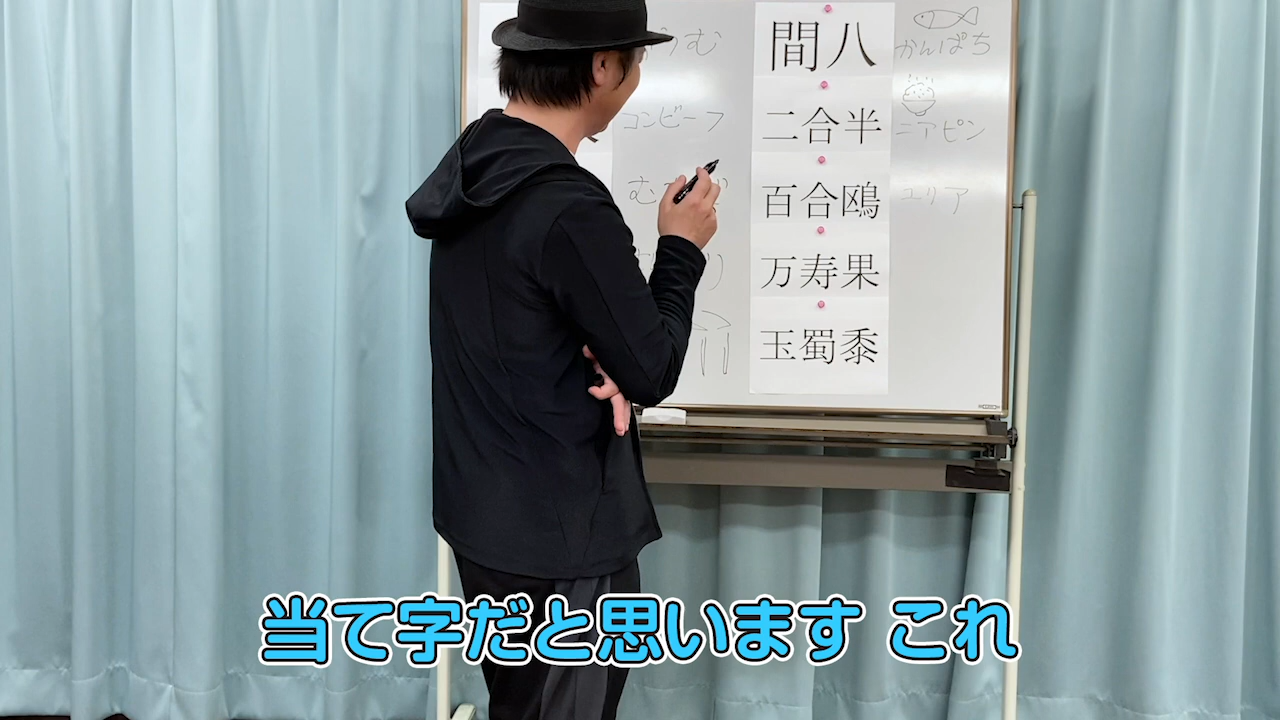 間八
かんぱち
コンビーフ
二合半
ニアピン
百合鴎
エリア
万寿果
玉蜀黍
当て字だと思います これ